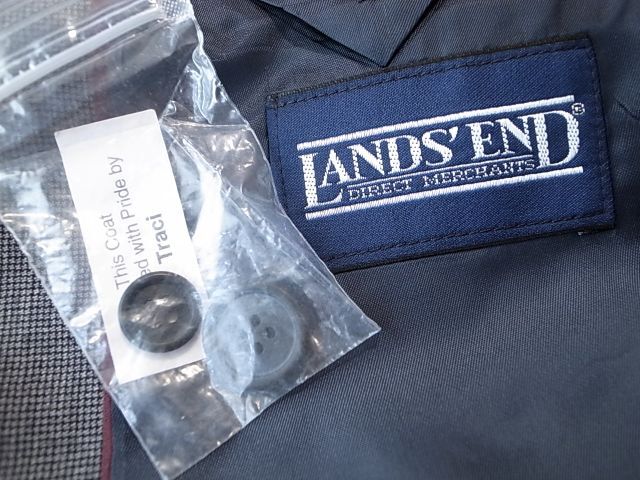 LANDS' END®
DIRECT MERCHANTS
This Coat
ed with Pride by
Traci